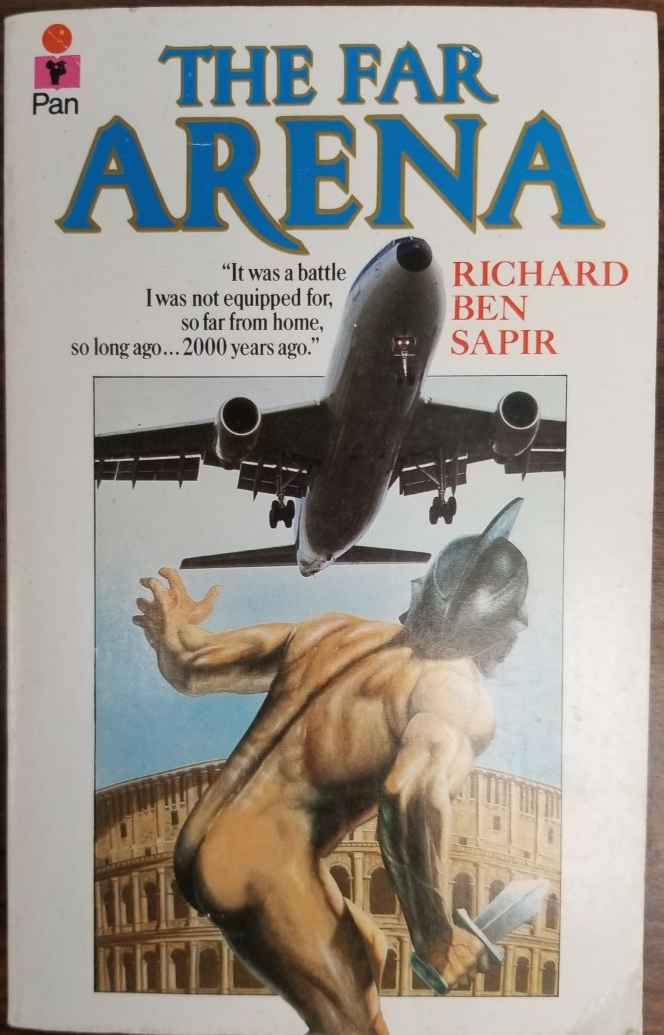 Pan
THE FAR
ARENA
"It was a battle
I was not equipped for,
so far from home,
so long ago...2000 years ago."
RICHARD
BEN
SAPIR